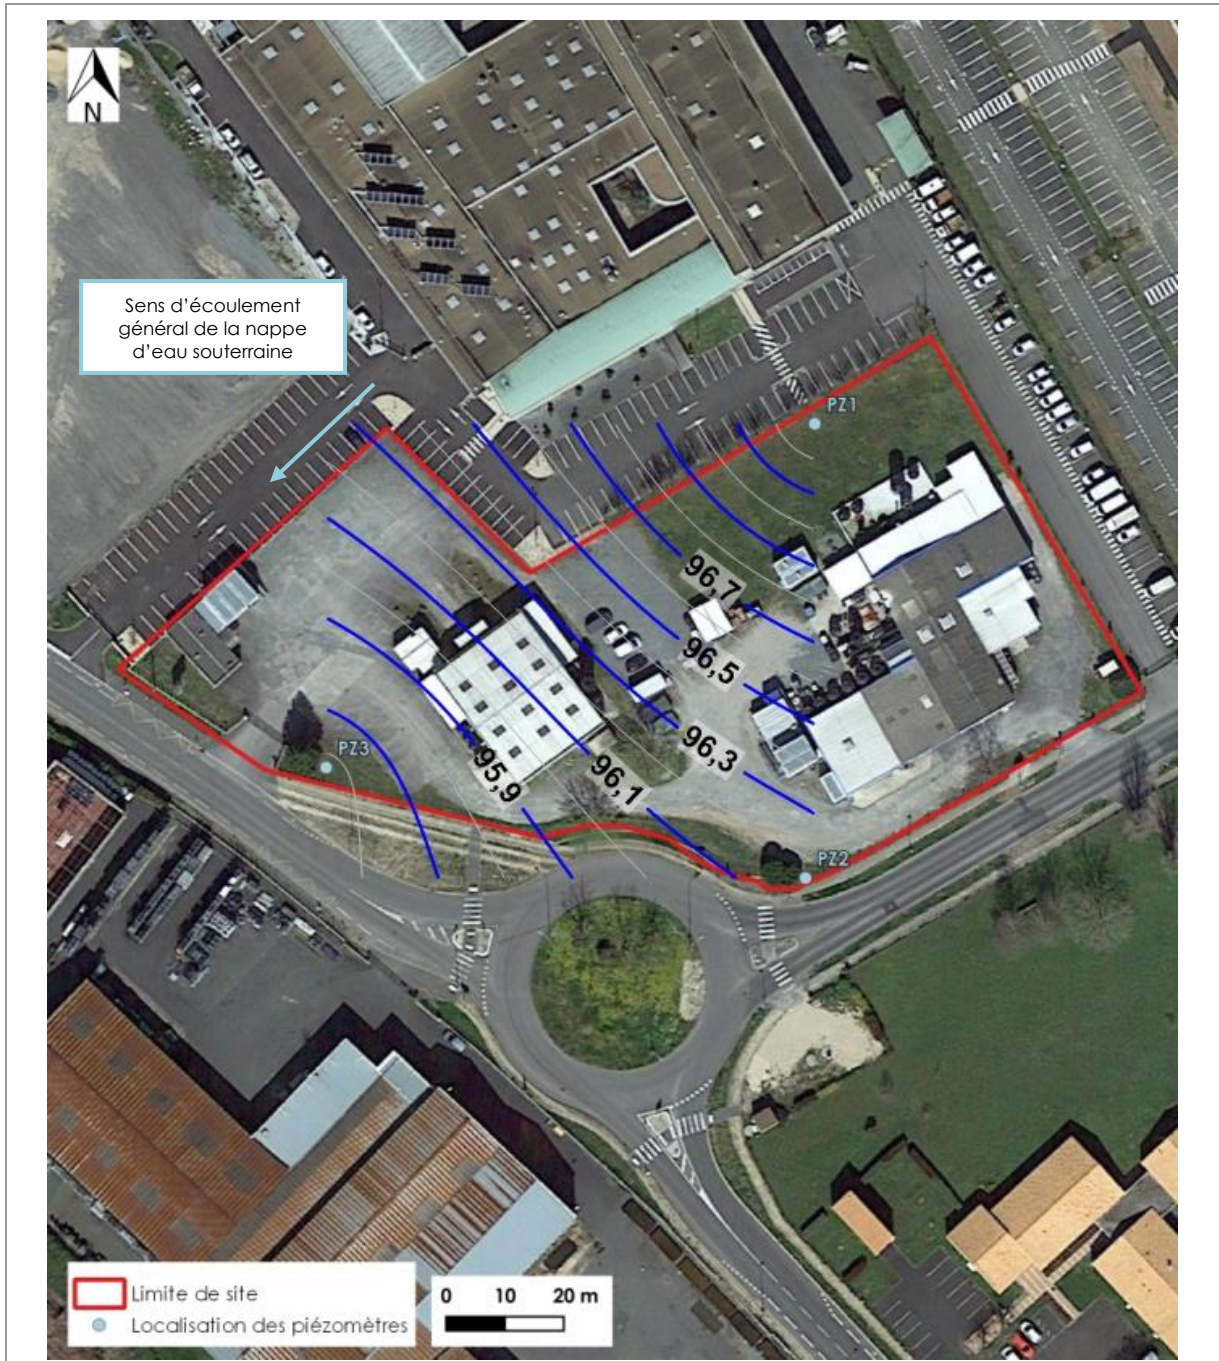 N
Sens d’écoulement
général de la nappe
d’eau souterraine
PZ1
96,7
96,5
96,3
PZ3
95,9
96,1
PZ2
Limite de site
Localisation des piézomètres
0 10 20 m